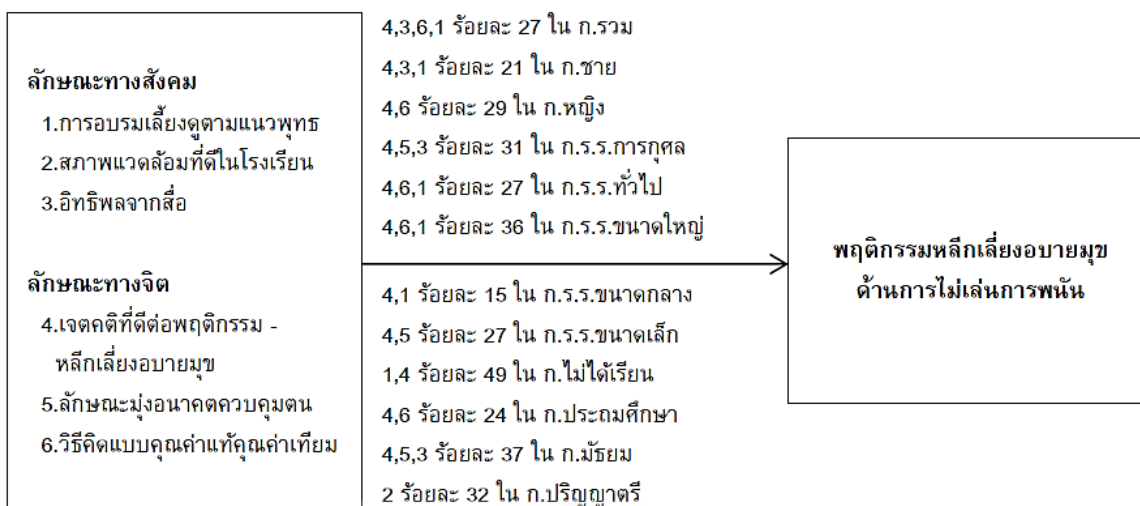 ลักษณะทางสังคม
1.การอบรมเลี้ยงดูตามแนวพุทธ
2.สภาพแวดล้อมที่ดีในโรงเรียน
3.อิทธิพลจากสื่อ
ลักษณะทางจิต
4.เจตคติที่ดีต่อพฤติกรรม -
หลีกเลี่ยงอบายมุข
5.ลักษณะมุ่งอนาคตควบคุมตน
6.วิธีคิดแบบคุณค่าแท้คุณค่าเทียม
4,3,6,1 ร้อยละ 27 ใน ก.รวม
4,3,1 ร้อยละ 21 ใน ก.ชาย
4,6 ร้อยละ 29 ใน ก.หญิง
4,5,3 ร้อยละ 31 ใน ก.ร.ร.การกุศล
4,6,1 ร้อยละ 27 ใน ก.ร.ร.ทั่วไป
4,6,1 ร้อยละ 36 ใน ก.ร.ร.ขนาดใหญ่
4,1 ร้อยละ 15 ใน ก.ร.ร.ขนาดกลาง
4,5 ร้อยละ 27 ใน ก.ร.ร.ขนาดเล็ก
1,4 ร้อยละ 49 ใน ก.ไม่ได้เรียน
4,6 ร้อยละ 24 ใน ก.ประถมศึกษา
4,5,3 ร้อยละ 37 ใน ก.มัธยม
2 ร้อยละ 32 ใน ก.ปริญญาตรี
พฤติกรรมหลีกเลี่ยงอบายมุข
ด้านการไม่เล่นการพนัน